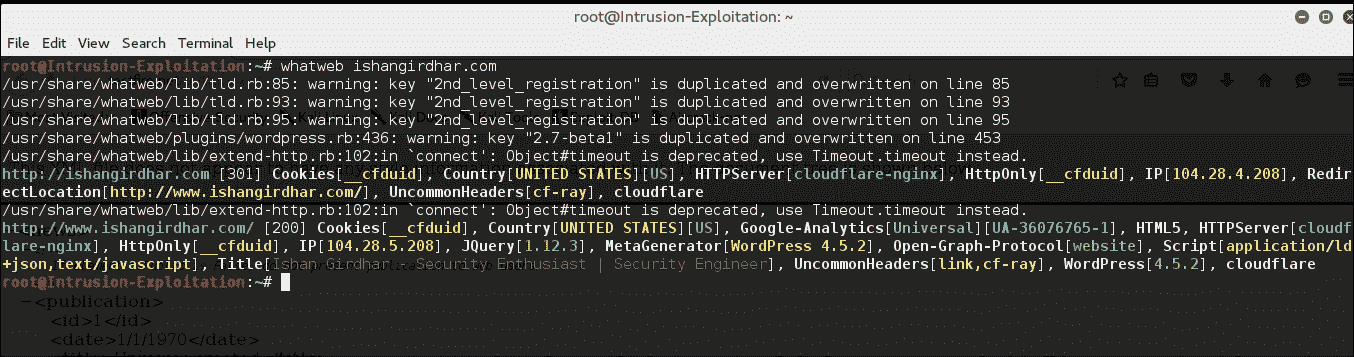 root@Intrusion-Exploitation: ~
File Edit View Search Terminal Help
root@Intrusion-Exploitation:~# whatweb ishangirdhar.com
/usr/share/whatweb/lib/tld.rb:85: warning: key "2nd_level_registration" is duplicated and overwritten on line 85
/usr/share/whatweb/lib/tld.rb:93: warning: key "2nd_level_registration" is duplicated and overwritten on line 93
/usr/share/whatweb/lib/tld.rb:95: warning: key "2nd_level_registration" is duplicated and overwritten on line 95
/usr/share/whatweb/plugins/wordpress.rb:436: warning: key "2.7-beta1" is duplicated and overwritten on line 453
/usr/share/whatweb/lib/extend-http.rb:102:in `connect': Object#timeout is deprecated, use Timeout.timeout instead.
http://ishangirdhar.com [301] Cookies[__cfduid], Country[UNITED STATES][US], HTTPServer[cloudflare-nginx], HttpOnly[__cfduid], IP[104.28.4.208], Redir
ectLocation[http://www.ishangirdhar.com/], UncommonHeaders[cf-ray], cloudflare
/usr/share/whatweb/lib/extend-http.rb:102:in `connect': Object#timeout is deprecated, use Timeout.timeout instead.
http://www.ishangirdhar.com/ [200] Cookies[__cfduid], Country[UNITED STATES][US], Google-Analytics[Universal][UA-36076765-1], HTML5, HTTPServer[cloudf
lare-nginx], HttpOnly[__cfduid], IP[104.28.5.208], JQuery[1.12.3], MetaGenerator[WordPress 4.5.2], Open-Graph-Protocol[website], Script[application/ld
+json,text/javascript], Title[Ishan Girdhar - Security Enthusiast | Security Engineer], UncommonHeaders[link,cf-ray], WordPress[4.5.2], cloudflare
root@Intrusion-Exploitation:~#
−<publication>
<id>1</id>
<date>1/1/1970</date>